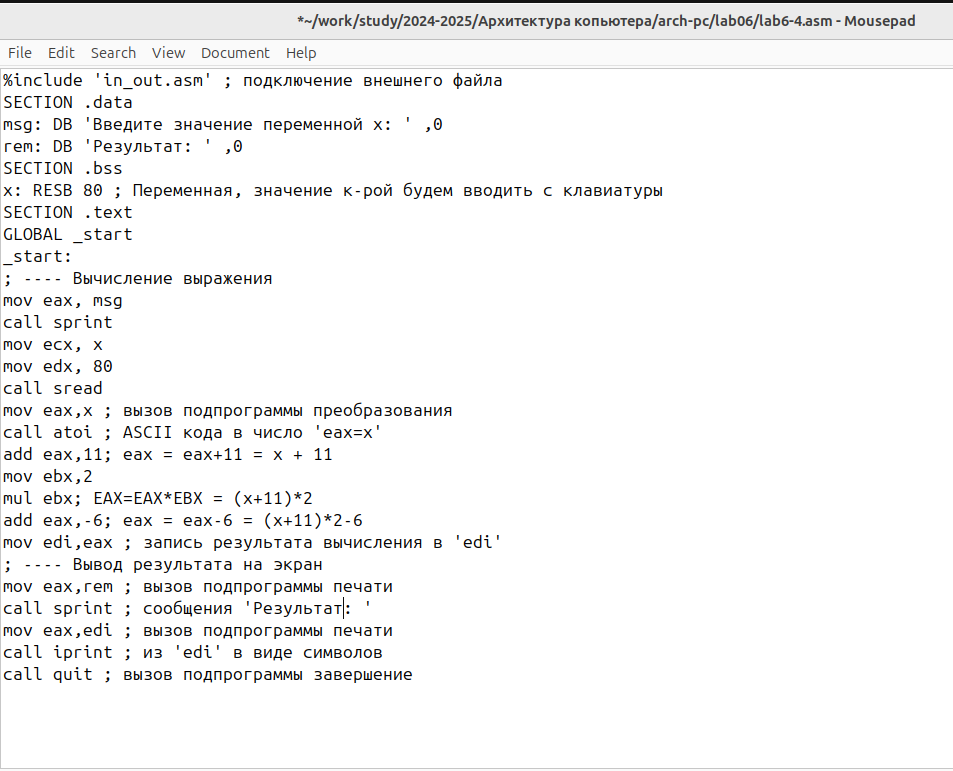 *~/work/study/2024-2025/Архитектура копьютера/arch-pc/lab06/lab6-4.asm - Mousepad
File Edit Search View Document Help
%include 'in_out.asm' ; подключение внешнего файла
SECTION .data
msg: DB 'Введите значение переменной х: ' ,0
rem: DB 'Результат: ' ,0
SECTION .bss
x: RESB 80 ; Переменная, значение к-рой будем вводить с клавиатуры
SECTION .text
GLOBAL _start
_start:
; ---- Вычисление выражения
mov eax, msg
call sprint
mov ecx, x
mov edx, 80
call sread
mov eax,x ; вызов подпрограммы преобразования
call atoi ; ASCII кода в число 'eax=x'
add eax,11; eax = eax+11 = x + 11
mov ebx,2
mul ebx; EAX=EAX*EBX = (x+11)*2
add eax,-6; eax = eax-6 = (x+11)*2-6
mov edi,eax ; запись результата вычисления в 'edi'
; ---- Вывод результата на экран
mov eax,rem ; вызов подпрограммы печати
call sprint ; сообщения 'Результат: '
mov eax,edi ; вызов подпрограммы печати
call iprint ; из 'edi' в виде символов
call quit ; вызов подпрограммы завершение